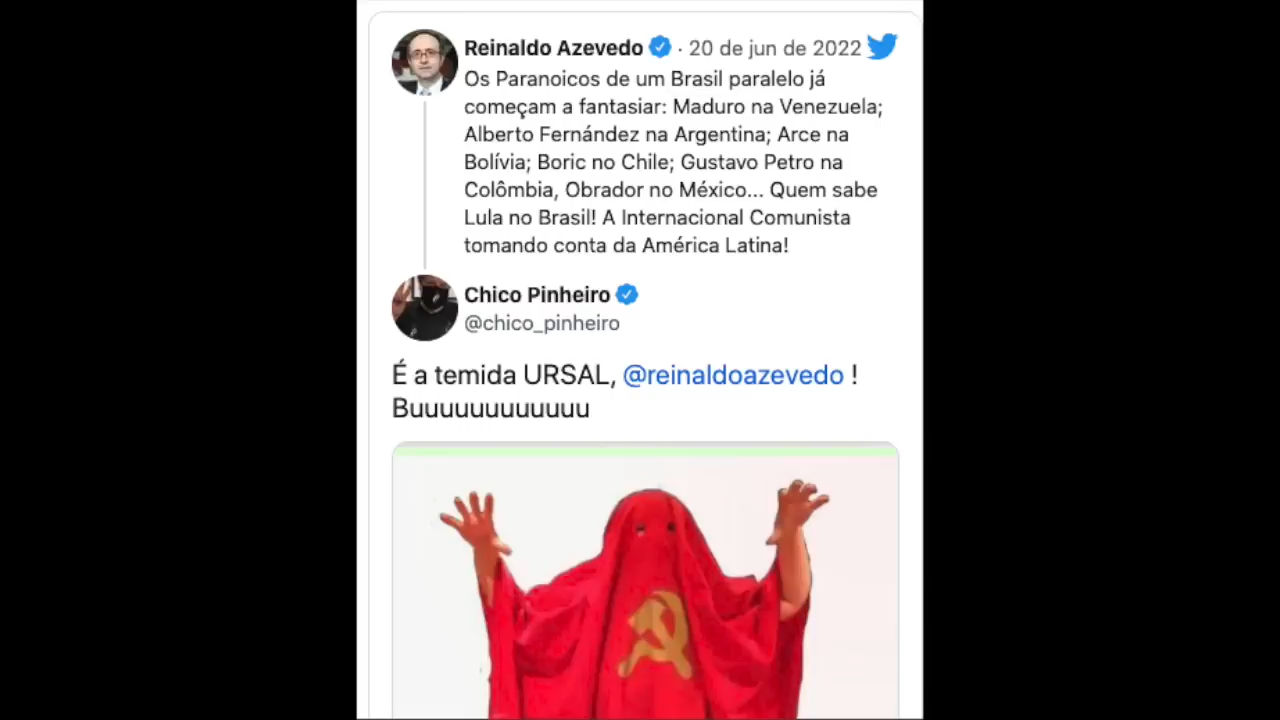 Reinaldo Azevedo · 20 de jun de 2022
Os Paranoicos de um Brasil paralelo já
começam a fantasiar: Maduro na Venezuela;
Alberto Fernández na Argentina; Arce na
Bolívia; Boric no Chile; Gustavo Petro na
Colômbia, Obrador no México... Quem sabe
Lula no Brasil! A Internacional Comunista
tomando conta da América Latina!
Chico Pinheiro
@chico_pinheiro
É a temida URSAL, @reinaldoazevedo !
Buuuuuuuuuuuu